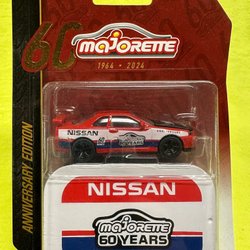 60
majorette
1964 • 2024
ANNIVERSARY EDITION
NISSAN
NISSAN
majorette
60 YEARS